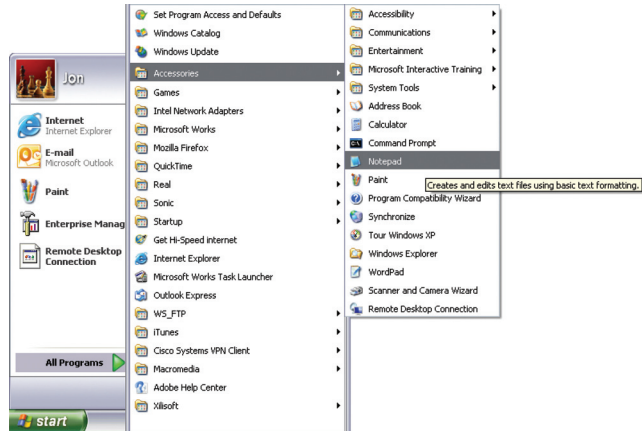 Jon
Internet
Internet Explorer
E-mail
Microsoft Outlook
Paint
Enterprise Manag
Remote Desktop
Connection
All Programs
start
Set Program Access and Defaults
Windows Catalog
Windows Update
Accessories
Games
Intel Network Adapters
Microsoft Works
Mozilla Firefox
QuickTime
Real
Sonic
Startup
Get Hi-Speed internet
Internet Explorer
Microsoft Works Task Launcher
Outlook Express
WS_FTP
iTunes
Cisco Systems VPN Client
Macromedia
Adobe Help Center
Xilisoft
Accessibility
Communications
Entertainment
Microsoft Interactive Training
System Tools
Address Book
Calculator
Command Prompt
Notepad
Paint
Creates and edits text files using basic text formatting.
Program Compatibility Wizard
Synchronize
Tour Windows XP
Windows Explorer
WordPad
Scanner and Camera Wizard
Remote Desktop Connection